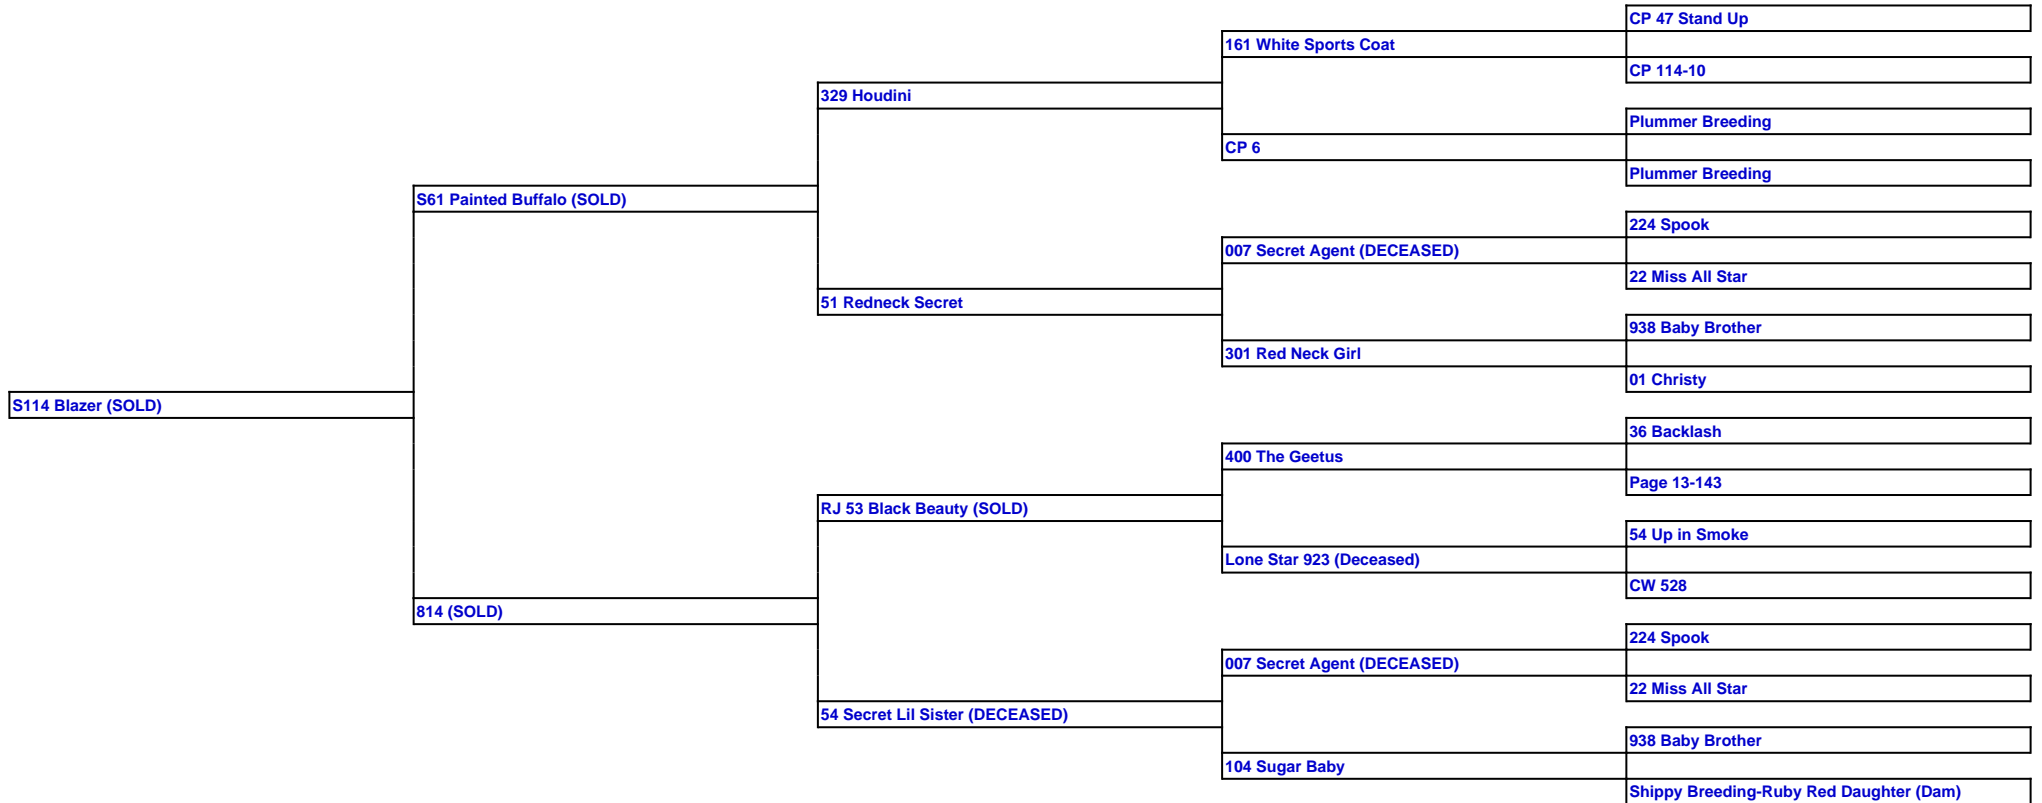 CP 47 Stand Up
161 White Sports Coat
CP 114-10
329 Houdini
Plummer Breeding
CP 6
Plummer Breeding
S61 Painted Buffalo (SOLD)
224 Spook
007 Secret Agent (DECEASED)
22 Miss All Star
51 Redneck Secret
938 Baby Brother
301 Red Neck Girl
01 Christy
S114 Blazer (SOLD)
36 Backlash
400 The Geetus
Page 13-143
RJ 53 Black Beauty (SOLD)
54 Up in Smoke
Lone Star 923 (Deceased)
CW 528
814 (SOLD)
224 Spook
007 Secret Agent (DECEASED)
22 Miss All Star
54 Secret Lil Sister (DECEASED)
938 Baby Brother
104 Sugar Baby
Shippy Breeding-Ruby Red Daughter (Dam)